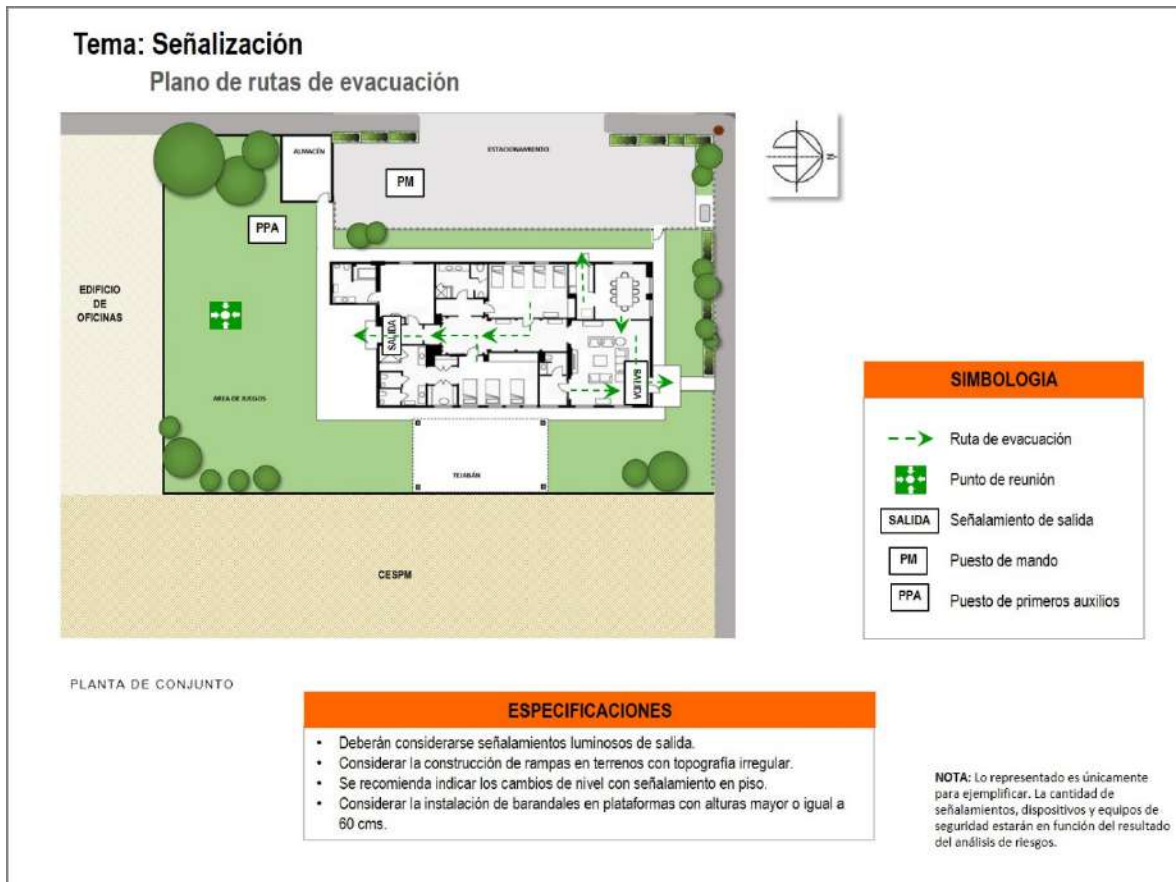 Tema: Señalización
Plano de rutas de evacuación
ALMACÉN
ESTACIONAMIENTO
PM
N
PPA
EDIFICIO
DE
OFICINAS
SALIDA
SALIDA
AREA DE JUEGOS
TEJABÁN
CESPM
SIMBOLOGIA
Ruta de evacuación
Punto de reunión
SALIDA Señalamiento de salida
PM Puesto de mando
PPA Puesto de primeros auxilios
PLANTA DE CONJUNTO
ESPECIFICACIONES
• Deberán considerarse señalamientos luminosos de salida.
• Considerar la construcción de rampas en terrenos con topografía irregular.
• Se recomienda indicar los cambios de nivel con señalamiento en piso.
• Considerar la instalación de barandales en plataformas con alturas mayor o igual a
60 cms.
NOTA: Lo representado es únicamente
para ejemplificar. La cantidad de
señalamientos, dispositivos y equipos de
seguridad estarán en función del resultado
del análisis de riesgos.